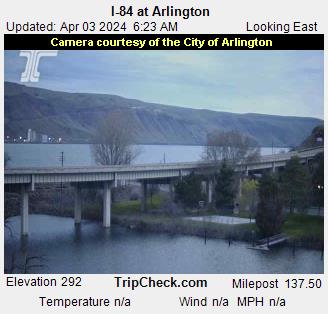 I-84 at Arlington
Updated: Apr 03 2024 6:23 AM Looking East
Camera courtesy of the City of Arlington
Elevation 292 TripCheck.com Milepost 137.50
Temperature n/a Wind n/a MPH n/a